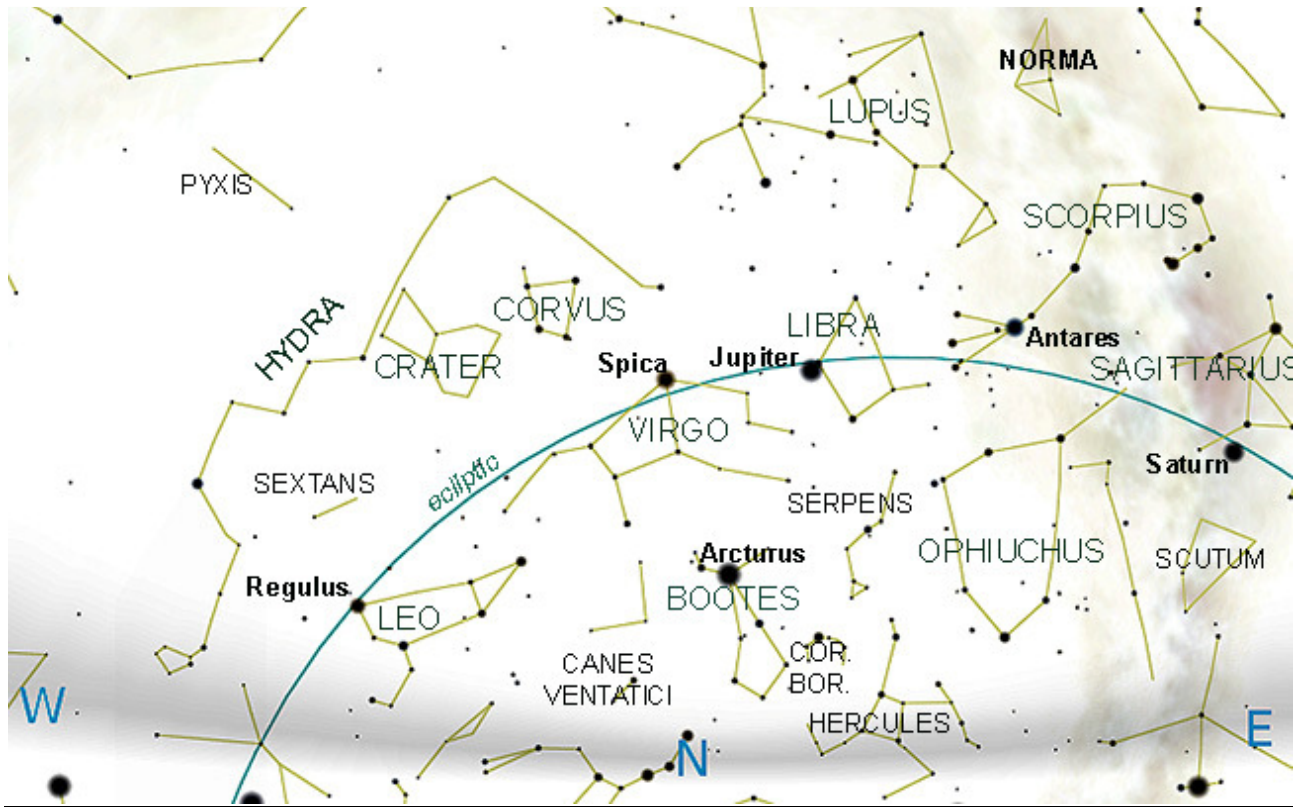 NORMA
LUPUS
PYXIS
SCORPIUS
HYDRA
CORVUS
LIBRA
Antares
CRATER
Spica
Jupiter
SAGITTARIUS
VIRGO
Saturn
ecliptic
SEXTANS
SERPENS
Arcturus
OPHIUCHUS
SCUTUM
Regulus
LEO
BOOTES
CANES
VENTATICI
COR.
BOR.
HERCULES
W
N
E